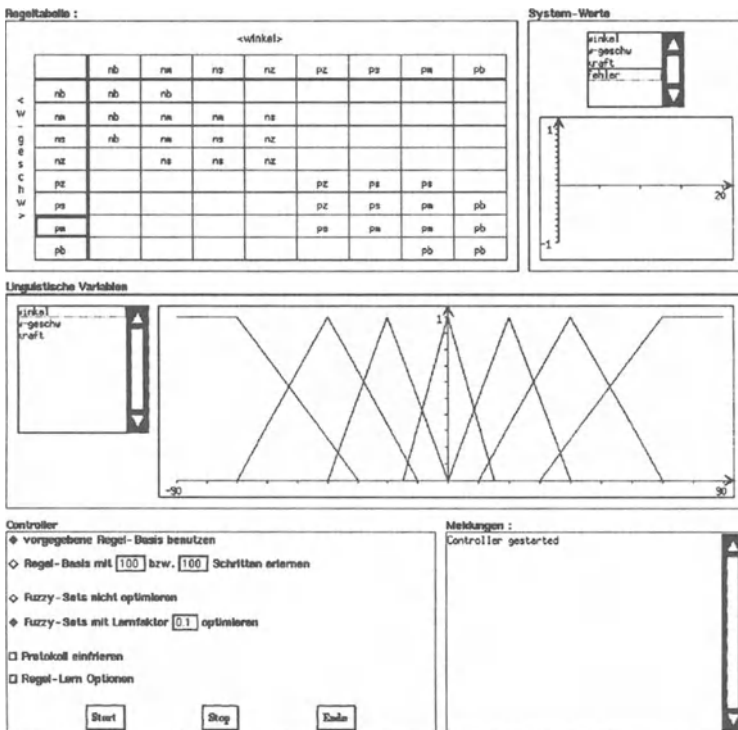 Regeltabelle :
<winkel>
nb nm ns nz pz ps pm pb
<w-geschw>
nb nb nb nb
nm nb nm nm ns
ns nb nm ns nz
nz ns ns nz
pz pz ps ps
ps pz ps pm pb
pm ps pm pm pb
pb pb pb
System-Werte
winkel
w-geschw
kraft
fehler
1
20
-1
Linguistische Variablen
winkel
w-geschw
kraft
1
-90
90
Controller
vorgegebene Regel-Basis benutzen
Regel-Basis mit 100 bzw. 100 Schritten erlernen
Fuzzy-Sets nicht optimieren
Fuzzy-Sets mit Lernfaktor 0.1 optimieren
Protokoll einfrieren
Regel-Lern Optionen
Start Stop Ende
Meldungen :
Controller gestarted